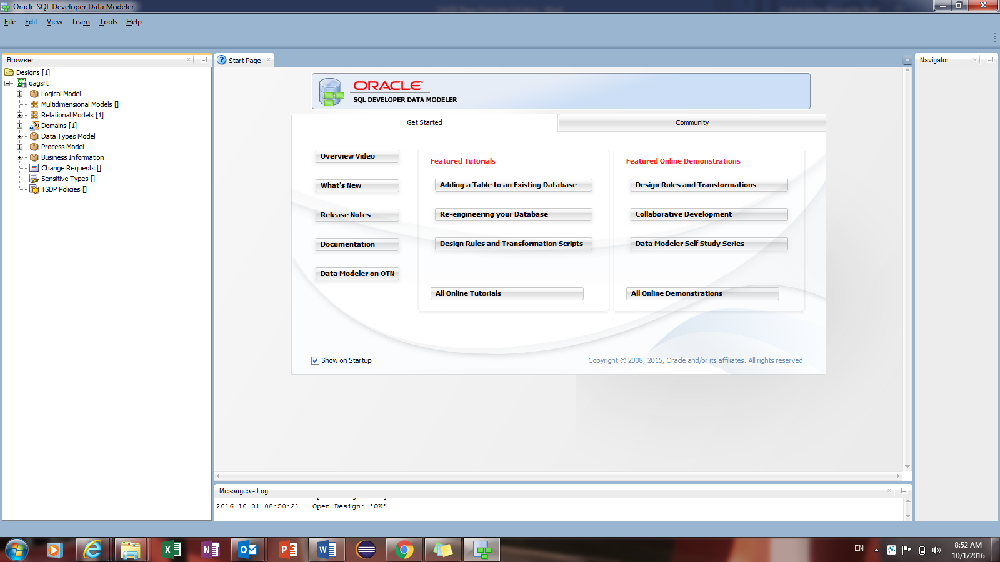 Oracle SQL Developer Data Modeler
File Edit View Team Tools Help
Browser
Designs [1]
oagsrt
Logical Model
Multidimensional Models []
Relational Models [1]
Domains [1]
Data Types Model
Process Model
Business Information
Change Requests []
Sensitive Types []
TSDP Policies []
Start Page
ORACLE
SQL DEVELOPER DATA MODELER
Get Started
Community
Overview Video
What's New
Release Notes
Documentation
Data Modeler on OTN
Featured Tutorials
Adding a Table to an Existing Database
Re-engineering your Database
Design Rules and Transformation Scripts
All Online Tutorials
Featured Online Demonstrations
Design Rules and Transformations
Collaborative Development
Data Modeler Self Study Series
All Online Demonstrations
Show on Startup
Copyright © 2008, 2015, Oracle and/or its affiliates. All rights reserved.
Messages - Log
2016-10-01 08:50:21 - Open Design: 'OK'
Navigator
EN
8:52 AM
10/1/2016